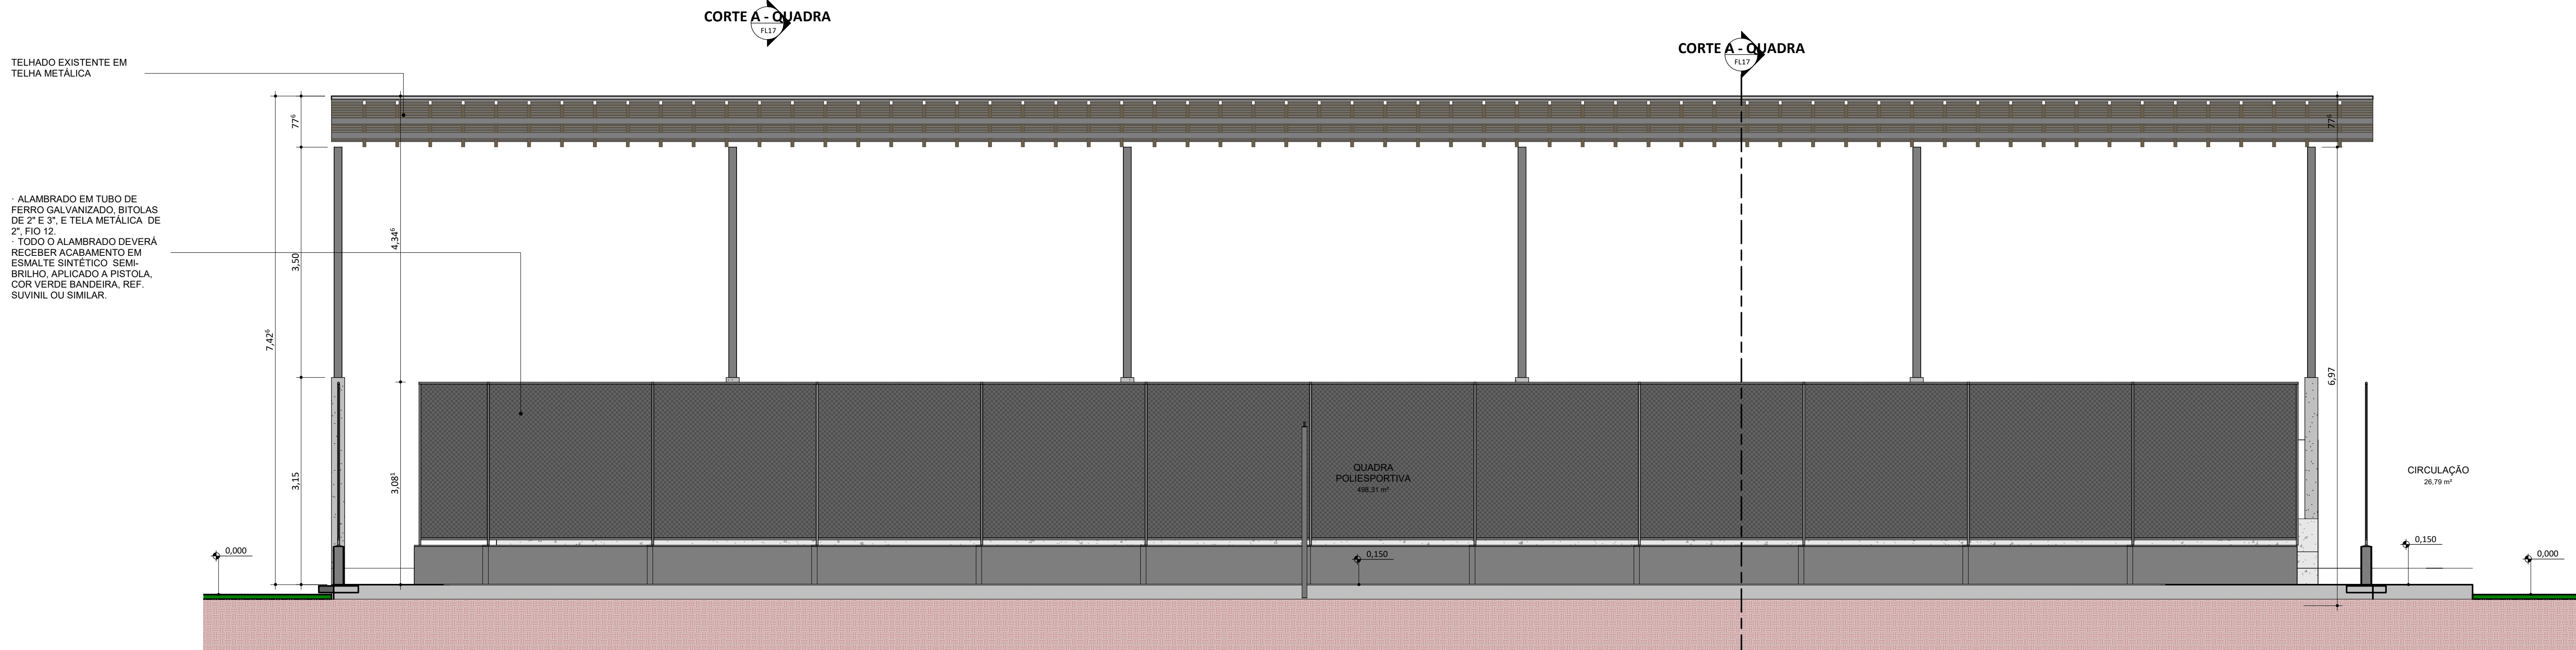 CORTE A - QUADRA
FL17
CORTE A - QUADRA
FL17
TELHADO EXISTENTE EM
TELHA METÁLICA
· ALAMBRADO EM TUBO DE
FERRO GALVANIZADO, BITOLAS
DE 2" E 3", E TELA METÁLICA DE
2", FIO 12.
· TODO O ALAMBRADO DEVERÁ
RECEBER ACABAMENTO EM
ESMALTE SINTÉTICO SEMI-
BRILHO, APLICADO A PISTOLA,
COR VERDE BANDEIRA, REF.
SUVINIL OU SIMILAR.
77⁶
3,50
3,15
7,42⁶
4,34⁶
3,08¹
77⁶
6,97
QUADRA
POLIESPORTIVA
498,31 m²
CIRCULAÇÃO
26,79 m²
0,000
0,150
0,150
0,000